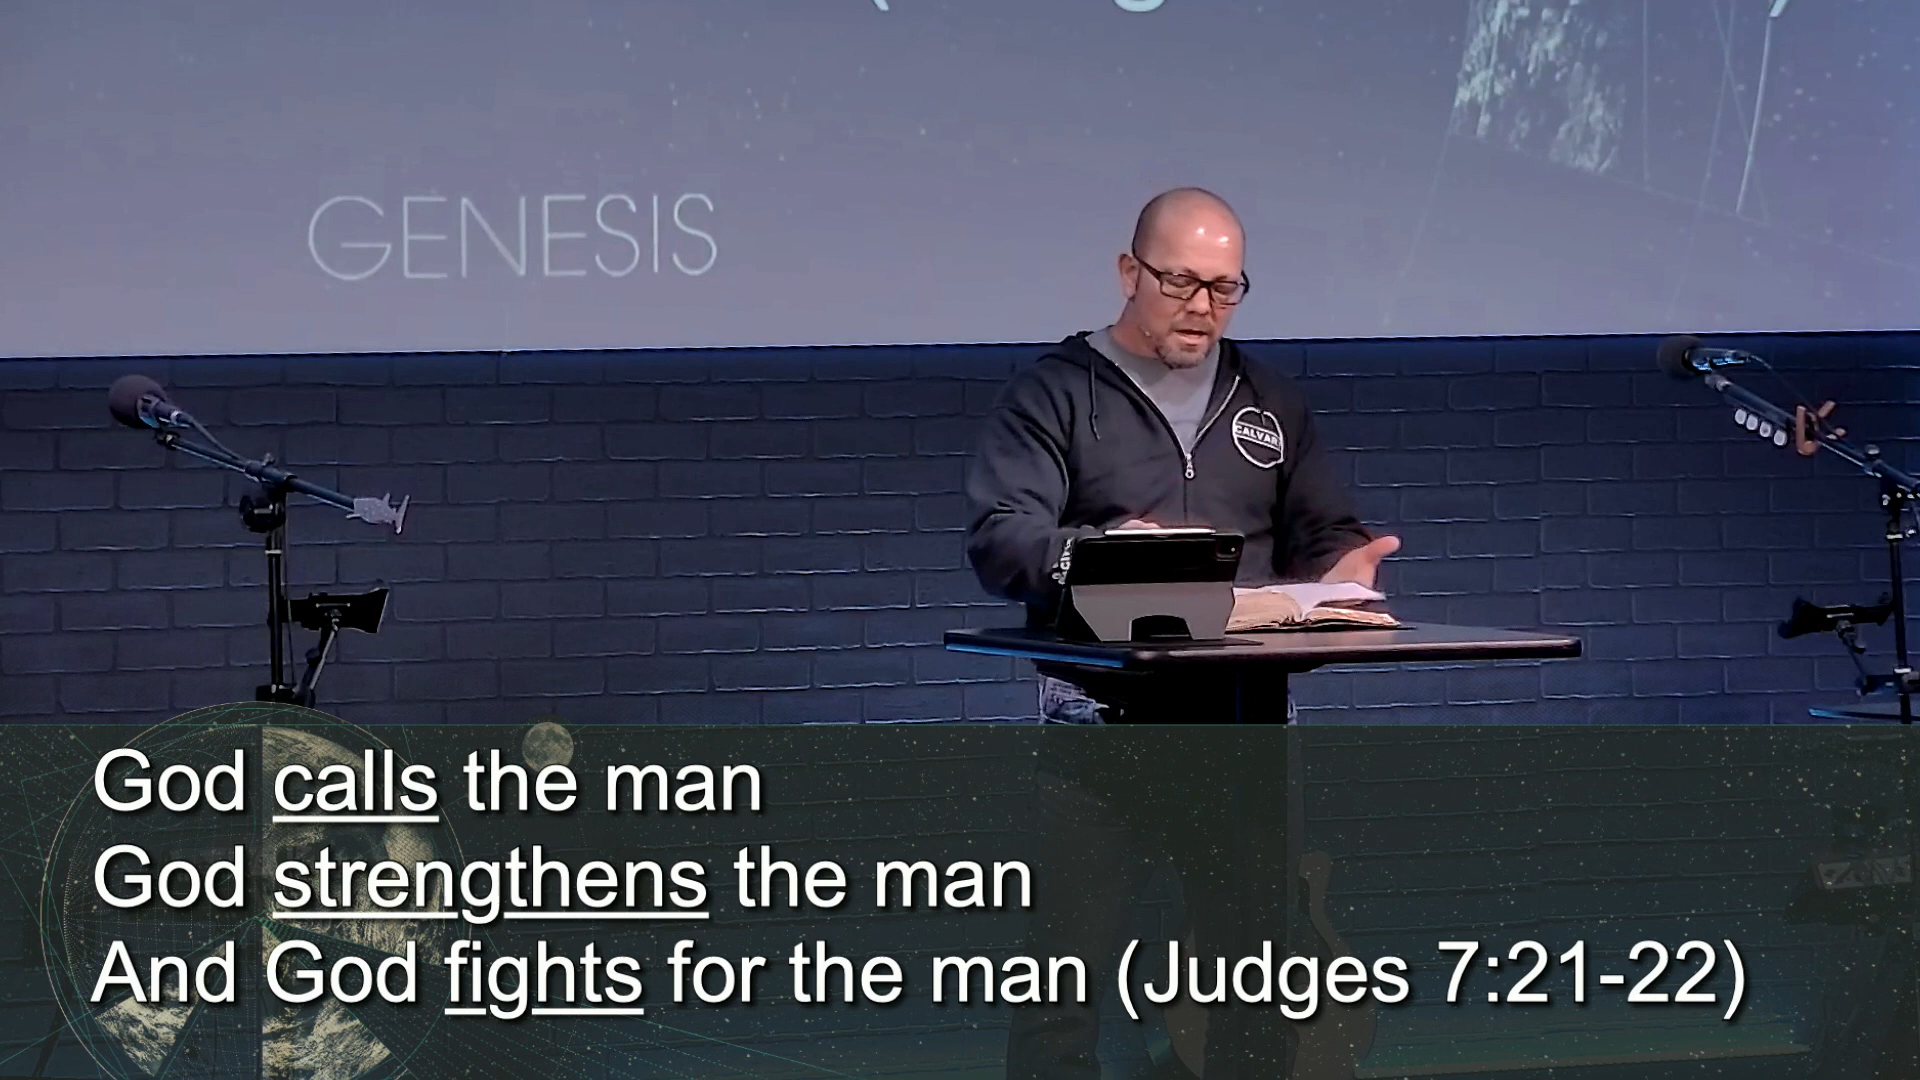 GENESIS
CALVARY
God calls the man
God strengthens the man
And God fights for the man (Judges 7:21-22)